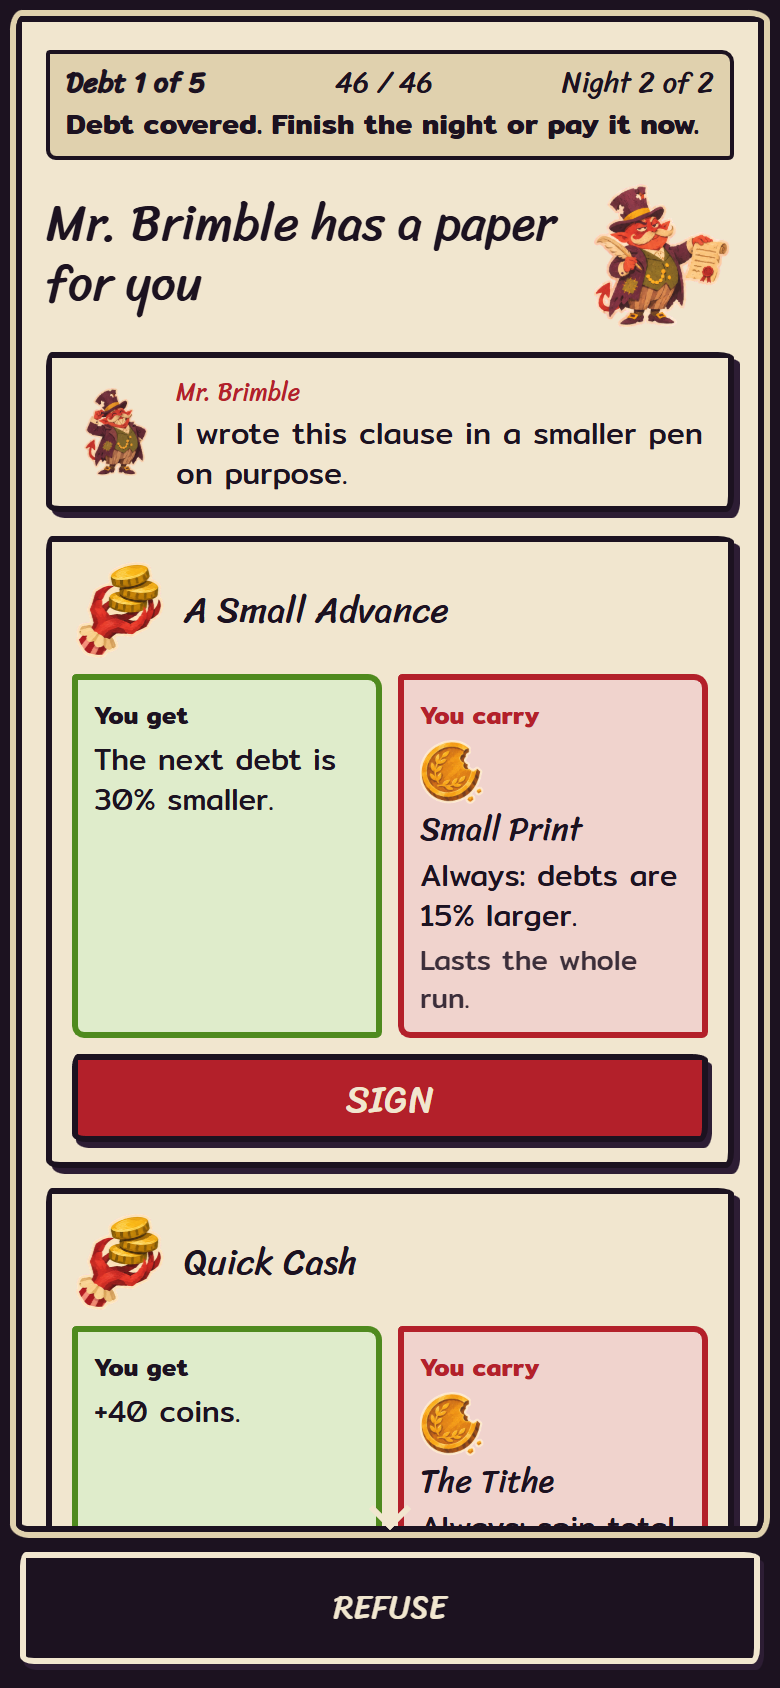 Debt 1 of 5 46 / 46 Night 2 of 2
Debt covered. Finish the night or pay it now.
Mr. Brimble has a paper
for you
Mr. Brimble
I wrote this clause in a smaller pen
on purpose.
A Small Advance
You get
The next debt is
30% smaller.
You carry
Small Print
Always: debts are
15% larger.
Lasts the whole
run.
SIGN
Quick Cash
You get
+40 coins.
You carry
The Tithe
Always: coin total
REFUSE